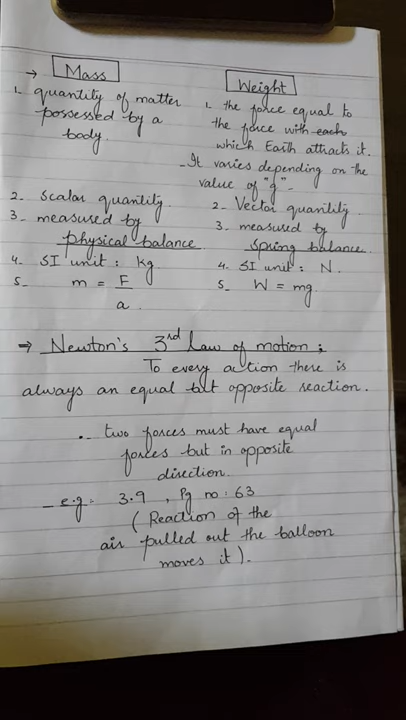 → Mass
1. quantity of matter
possessed by a
body.
Weight
1. the force equal to
the force with each
which Earth attracts it.
- It varies depending on the
value of "g".
2. Scalar quantity.
3. measured by
physical balance
4. SI unit : kg
5. m = F
a.
2. Vector quantity.
3. measured by
spring balance.
4. SI unit : N.
5. W = mg.
⇒ Newton's 3rd Law of motion ;
To every action there is
always an equal but opposite reaction.
∴ two forces must have equal
forces but in opposite
direction.
- e.g. 3.9 , Pg no : 63
( Reaction of the
air pulled out the balloon
moves it ).